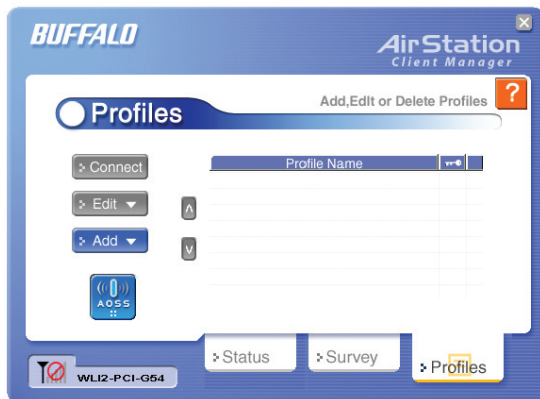 BUFFALO
AirStation
Client Manager
Profiles
Add,EdIt or Delete Profiles
?
Connect
Profile Name
Edit
Add
AOSS
Status
Survey
Profiles
WLI2-PCI-G54